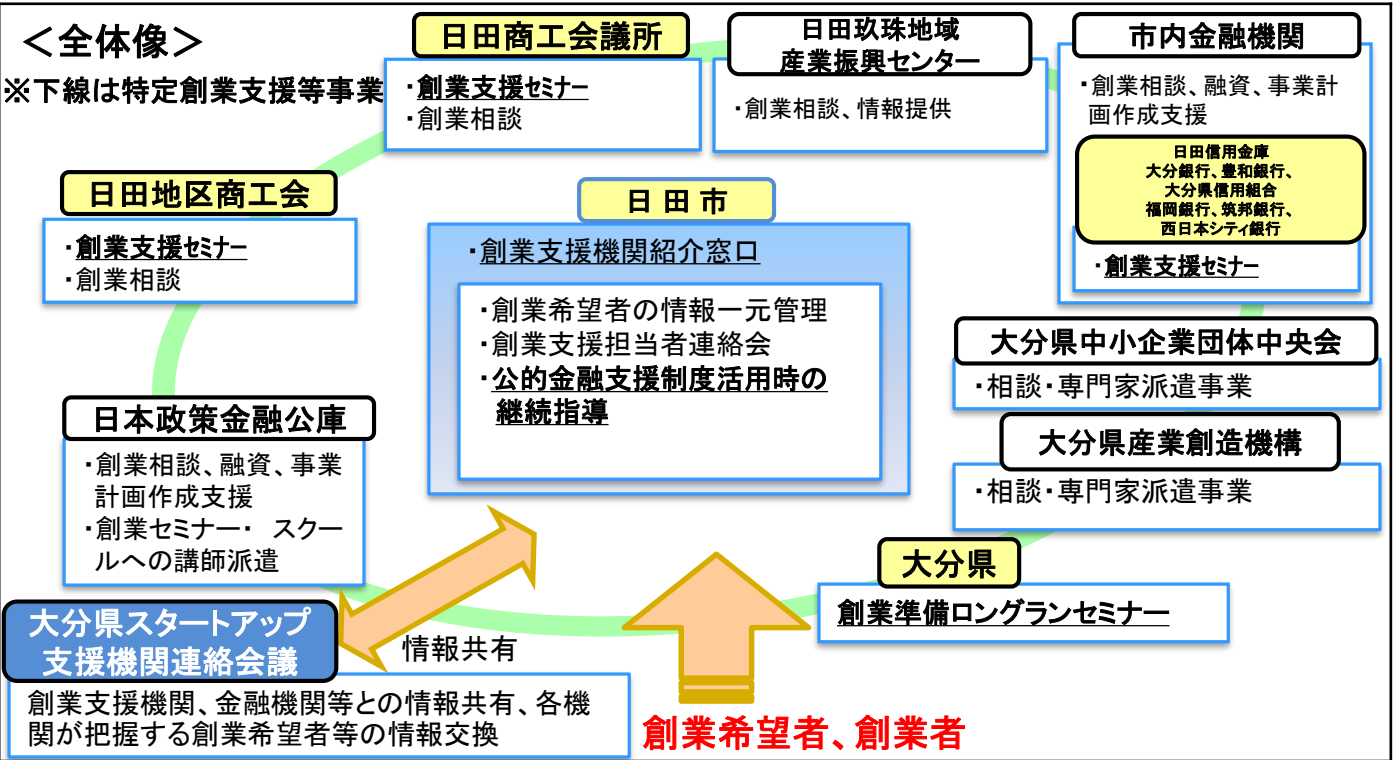 ＜全体像＞
※下線は特定創業支援等事業
日田商工会議所
・創業支援ｾﾐﾅｰ
・創業相談
日田玖珠地域
産業振興センター
・創業相談、情報提供
市内金融機関
・創業相談、融資、事業計
画作成支援
日田信用金庫
大分銀行、豊和銀行、
大分県信用組合
福岡銀行、筑邦銀行、
西日本シティ銀行
・創業支援ｾﾐﾅｰ
日田地区商工会
・創業支援ｾﾐﾅｰ
・創業相談
日田市
・創業支援機関紹介窓口
・創業希望者の情報一元管理
・創業支援担当者連絡会
・公的金融支援制度活用時の
継続指導
大分県中小企業団体中央会
・相談・専門家派遣事業
大分県産業創造機構
・相談・専門家派遣事業
日本政策金融公庫
・創業相談、融資、事業
計画作成支援
・創業セミナー・ スクー
ルへの講師派遣
大分県
創業準備ロングランセミナー
大分県スタートアップ
支援機関連絡会議
情報共有
創業支援機関、金融機関等との情報共有、各機
関が把握する創業希望者等の情報交換
創業希望者、創業者